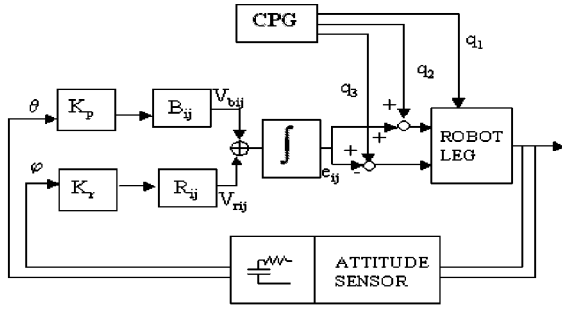 CPG
q1
q2
q3
θ
Kp
Bij
Vbij
+
+
+
-
∫
eij
ROBOT
LEG
φ
Kr
Rij
Vrij
ATTITUDE
SENSOR